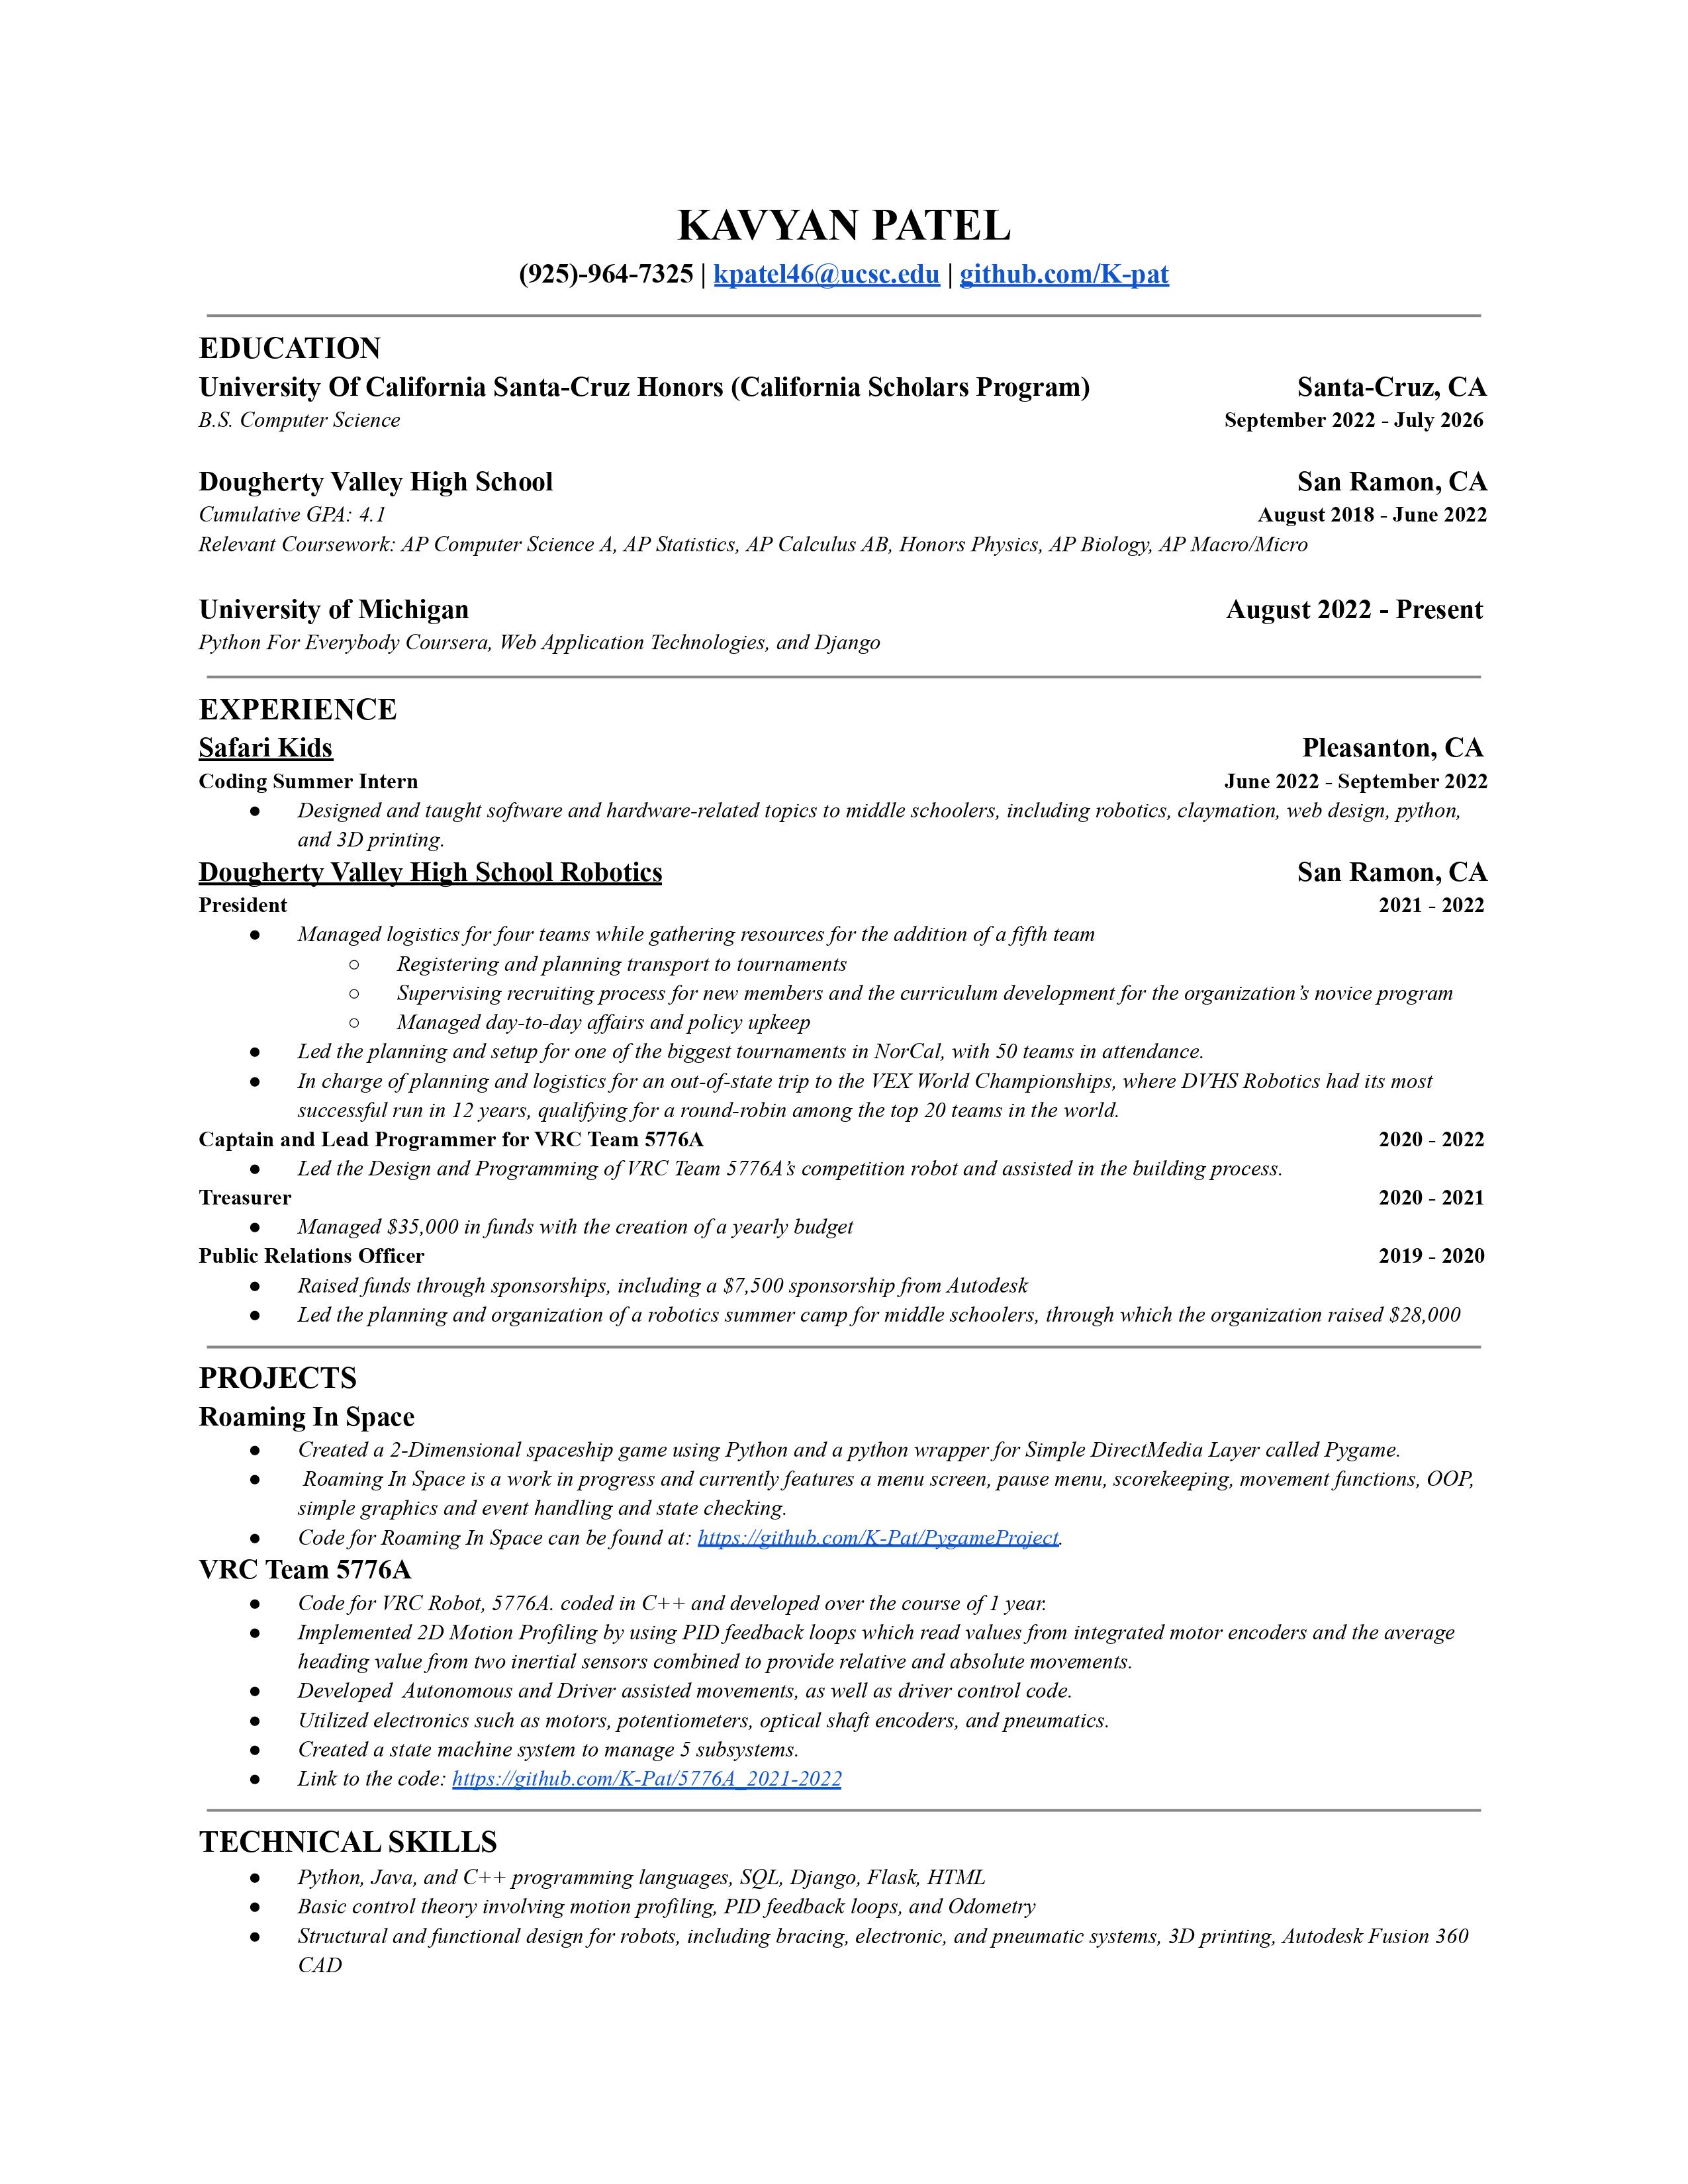 KAVYAN PATEL
(925)-964-7325 | kpatel46@ucsc.edu | github.com/K-pat
EDUCATION
University Of California Santa-Cruz Honors (California Scholars Program) Santa-Cruz, CA
B.S. Computer Science September 2022 - July 2026
Dougherty Valley High School San Ramon, CA
Cumulative GPA: 4.1 August 2018 - June 2022
Relevant Coursework: AP Computer Science A, AP Statistics, AP Calculus AB, Honors Physics, AP Biology, AP Macro/Micro
University of Michigan August 2022 - Present
Python For Everybody Coursera, Web Application Technologies, and Django
EXPERIENCE
Safari Kids Pleasanton, CA
Coding Summer Intern June 2022 - September 2022
● Designed and taught software and hardware-related topics to middle schoolers, including robotics, claymation, web design, python,
and 3D printing.
Dougherty Valley High School Robotics San Ramon, CA
President 2021 - 2022
● Managed logistics for four teams while gathering resources for the addition of a fifth team
○ Registering and planning transport to tournaments
○ Supervising recruiting process for new members and the curriculum development for the organization’s novice program
○ Managed day-to-day affairs and policy upkeep
● Led the planning and setup for one of the biggest tournaments in NorCal, with 50 teams in attendance.
● In charge of planning and logistics for an out-of-state trip to the VEX World Championships, where DVHS Robotics had its most
successful run in 12 years, qualifying for a round-robin among the top 20 teams in the world.
Captain and Lead Programmer for VRC Team 5776A 2020 - 2022
● Led the Design and Programming of VRC Team 5776A’s competition robot and assisted in the building process.
Treasurer 2020 - 2021
● Managed $35,000 in funds with the creation of a yearly budget
Public Relations Officer 2019 - 2020
● Raised funds through sponsorships, including a $7,500 sponsorship from Autodesk
● Led the planning and organization of a robotics summer camp for middle schoolers, through which the organization raised $28,000
PROJECTS
Roaming In Space
● Created a 2-Dimensional spaceship game using Python and a python wrapper for Simple DirectMedia Layer called Pygame.
● Roaming In Space is a work in progress and currently features a menu screen, pause menu, scorekeeping, movement functions, OOP,
simple graphics and event handling and state checking.
● Code for Roaming In Space can be found at: https://github.com/K-Pat/PygameProject.
VRC Team 5776A
● Code for VRC Robot, 5776A. coded in C++ and developed over the course of 1 year.
● Implemented 2D Motion Profiling by using PID feedback loops which read values from integrated motor encoders and the average
heading value from two inertial sensors combined to provide relative and absolute movements.
● Developed Autonomous and Driver assisted movements, as well as driver control code.
● Utilized electronics such as motors, potentiometers, optical shaft encoders, and pneumatics.
● Created a state machine system to manage 5 subsystems.
● Link to the code: https://github.com/K-Pat/5776A_2021-2022
TECHNICAL SKILLS
● Python, Java, and C++ programming languages, SQL, Django, Flask, HTML
● Basic control theory involving motion profiling, PID feedback loops, and Odometry
● Structural and functional design for robots, including bracing, electronic, and pneumatic systems, 3D printing, Autodesk Fusion 360
CAD